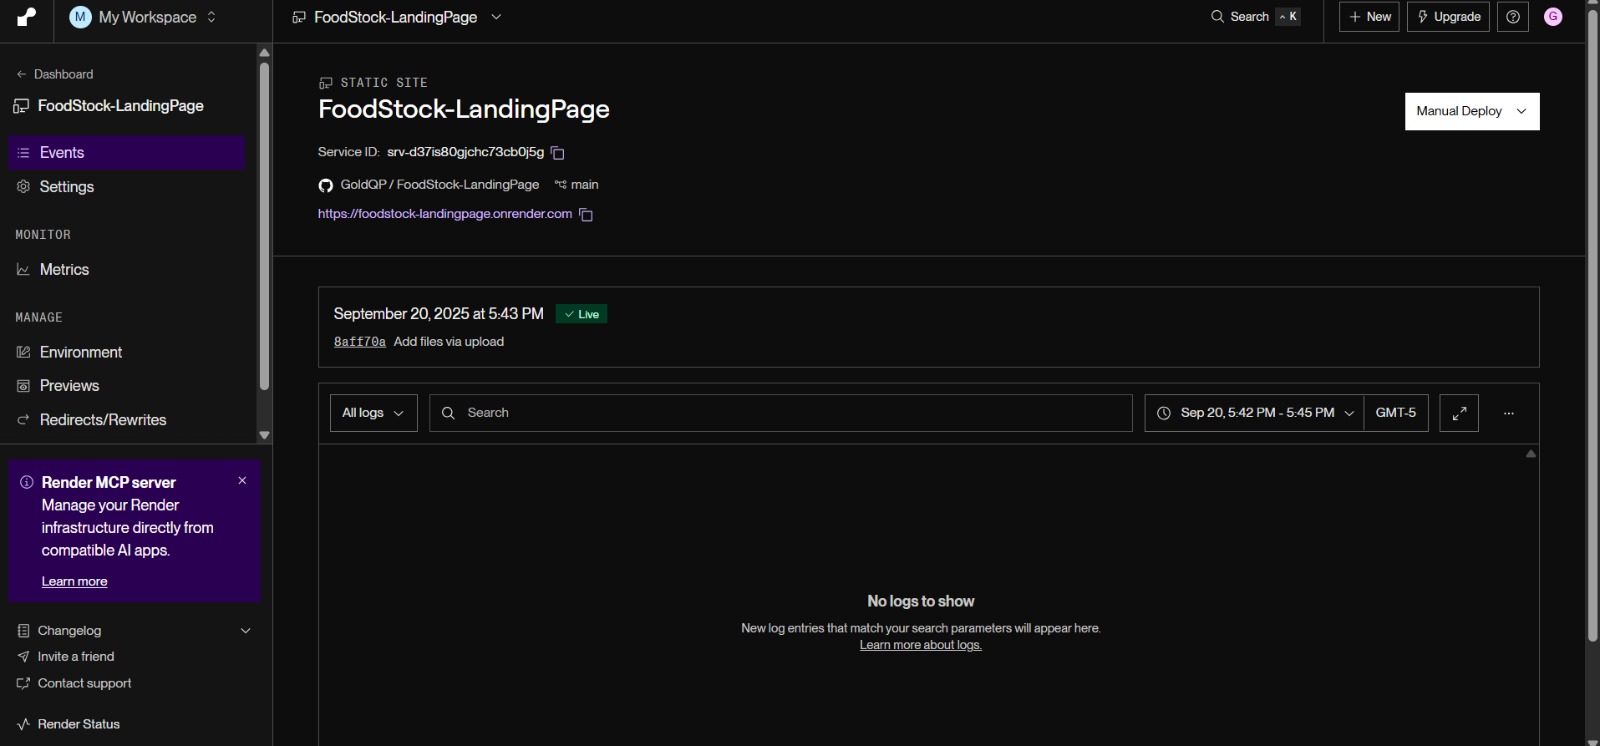 M My Workspace
FoodStock-LandingPage
Search ^ K
+ New
Upgrade
G
← Dashboard
FoodStock-LandingPage
Events
Settings
MONITOR
Metrics
MANAGE
Environment
Previews
Redirects/Rewrites
Render MCP server
Manage your Render
infrastructure directly from
compatible AI apps.
Learn more
Changelog
Invite a friend
Contact support
Render Status
STATIC SITE
FoodStock-LandingPage
Manual Deploy
Service ID: srv-d37is80gjchc73cb0j5g
GoldQP / FoodStock-LandingPage main
https://foodstock-landingpage.onrender.com
September 20, 2025 at 5:43 PM ✓ Live
8aff70a Add files via upload
All logs
Search
Sep 20, 5:42 PM - 5:45 PM
GMT-5
...
No logs to show
New log entries that match your search parameters will appear here.
Learn more about logs.